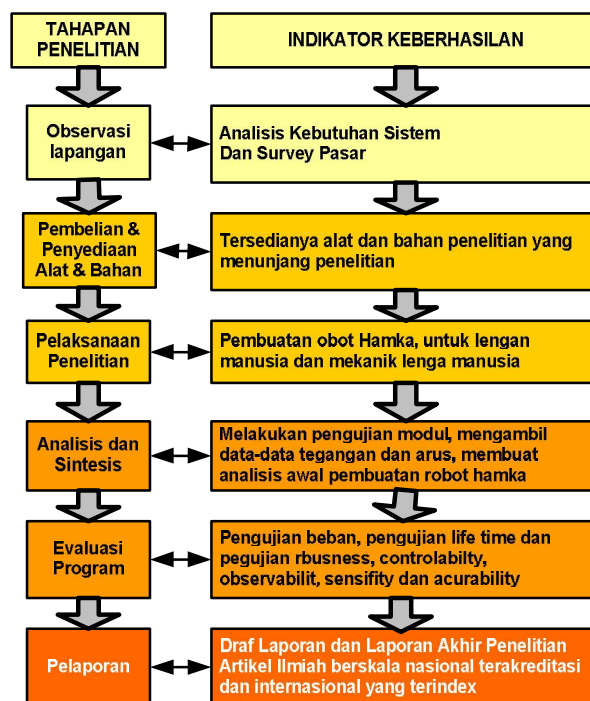 TAHAPAN
PENELITIAN
INDIKATOR KEBERHASILAN
Observasi
lapangan
Analisis Kebutuhan Sistem
Dan Survey Pasar
Pembelian &
Penyediaan
Alat & Bahan
Tersedianya alat dan bahan penelitian yang
menunjang penelitian
Pelaksanaan
Penelitian
Pembuatan obot Hamka, untuk lengan
manusia dan mekanik lenga manusia
Analisis dan
Sintesis
Melakukan pengujian modul, mengambil
data-data tegangan dan arus, membuat
analisis awal pembuatan robot hamka
Evaluasi
Program
Pengujian beban, pengujian life time dan
pegujian rbusness, controlabilty,
observabilit, sensifity dan acurability
Pelaporan
Draf Laporan dan Laporan Akhir Penelitian
Artikel Ilmiah berskala nasional terakreditasi
dan internasional yang terindex